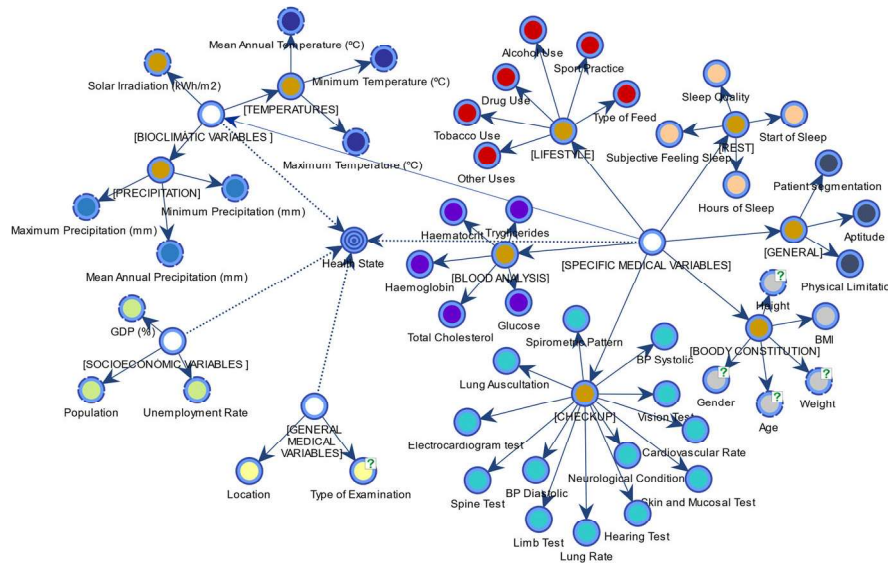 Mean Annual Temperature (ºC)
Solar Irradiation (kWh/m2)
Minimum Temperature (ºC)
[TEMPERATURES]
[BIOCLIMATIC VARIABLES ]
Maximum Temperature (ºC)
[PRECIPITATION]
Minimum Precipitation (mm)
Maximum Precipitation (mm)
Mean Annual Precipitation (mm)
Health State
GDP (%)
[SOCIOECONOMIC VARIABLES ]
Population
Unemployment Rate
[GENERAL
MEDICAL
VARIABLES]
Location
?
Type of Examination
Alcohol Use
Sport Practice
Drug Use
Type of Feed
Tobacco Use
[LIFESTYLE]
Other Uses
Sleep Quality
Start of Sleep
[REST]
Subjective Feeling Sleep
Hours of Sleep
Patient segmentation
Aptitude
[GENERAL]
Physical Limitatio
[SPECIFIC MEDICAL VARIABLES]
Haematocrit
Tryglicerides
Haemoglobin
[BLOOD ANALYSIS]
Total Cholesterol
Glucose
?
Height
BMI
[BOODY CONSTITUTION]
?
Gender
?
Age
?
Weight
Spirometric Pattern
BP Systolic
Lung Auscultation
Vision Test
[CHECKUP]
Electrocardiogram test
Cardiovascular Rate
Neurological Condition
Spine Test
BP Diastolic
Skin and Mucosal Test
Limb Test
Hearing Test
Lung Rate